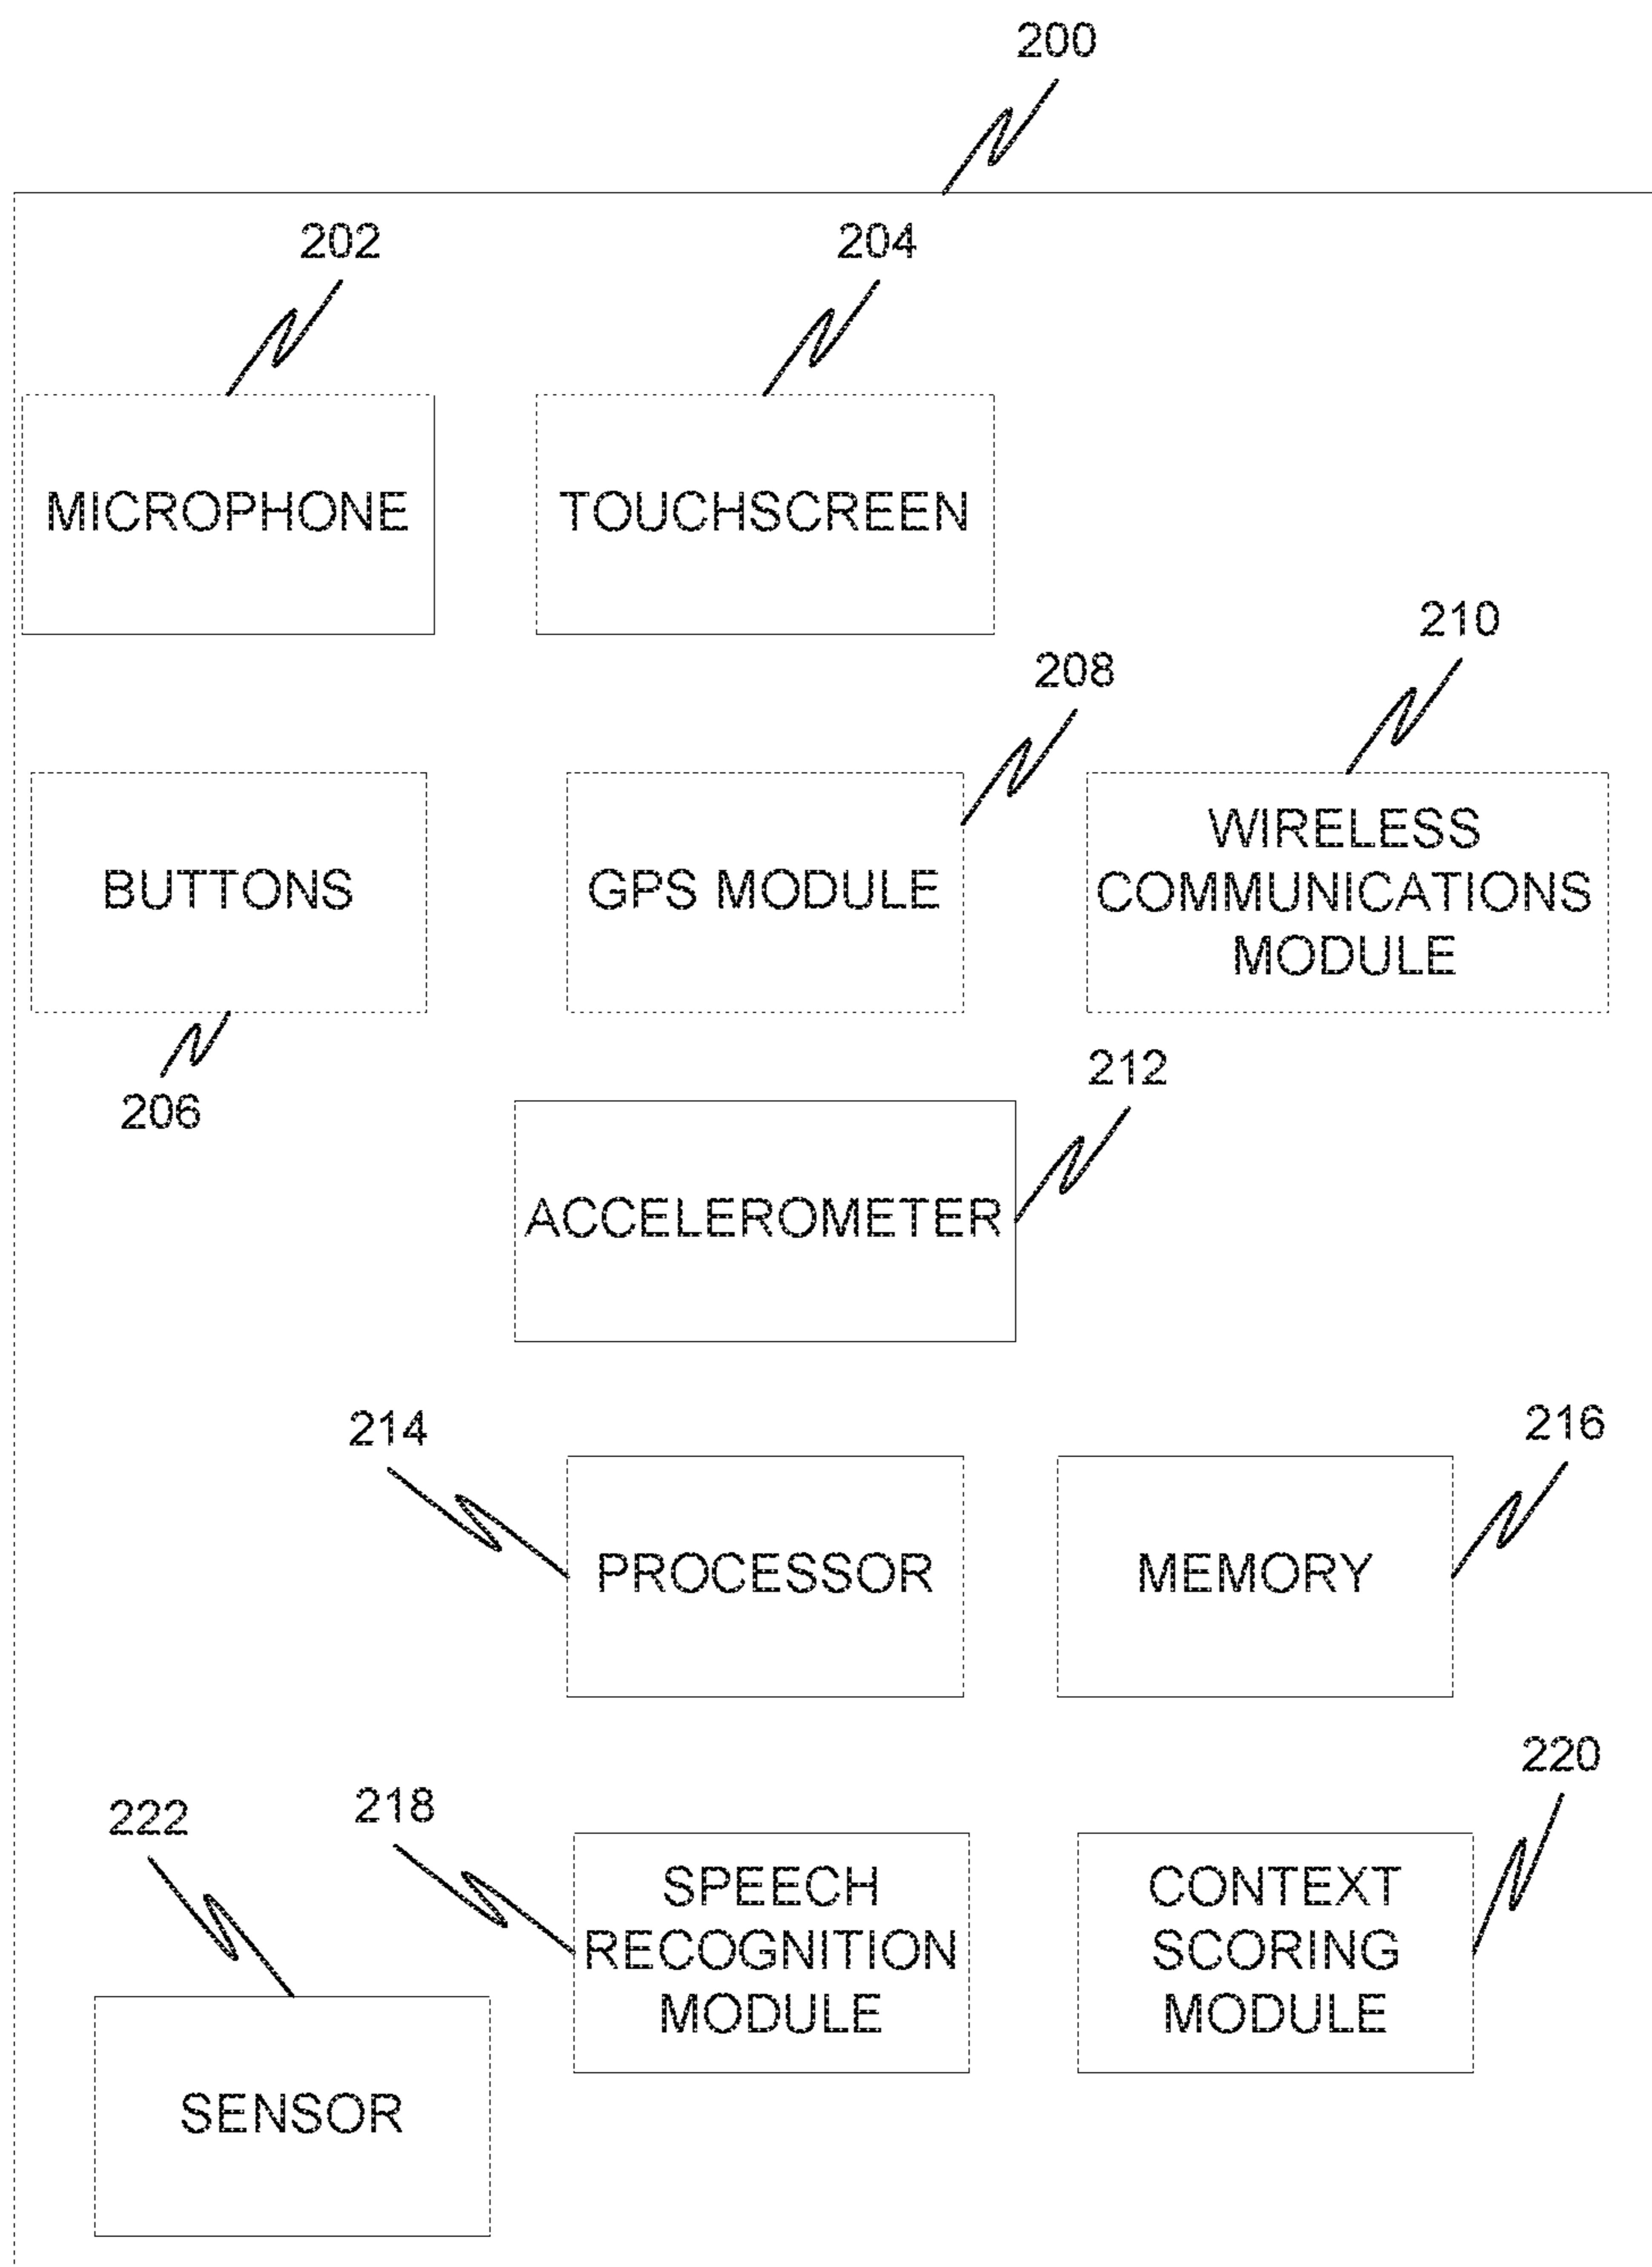 200
202
204
MICROPHONE
TOUCHSCREEN
208
210
BUTTONS
GPS MODULE
WIRELESS
COMMUNICATIONS
MODULE
206
212
ACCELEROMETER
214
216
PROCESSOR
MEMORY
222
218
220
SPEECH
RECOGNITION
MODULE
CONTEXT
SCORING
MODULE
SENSOR